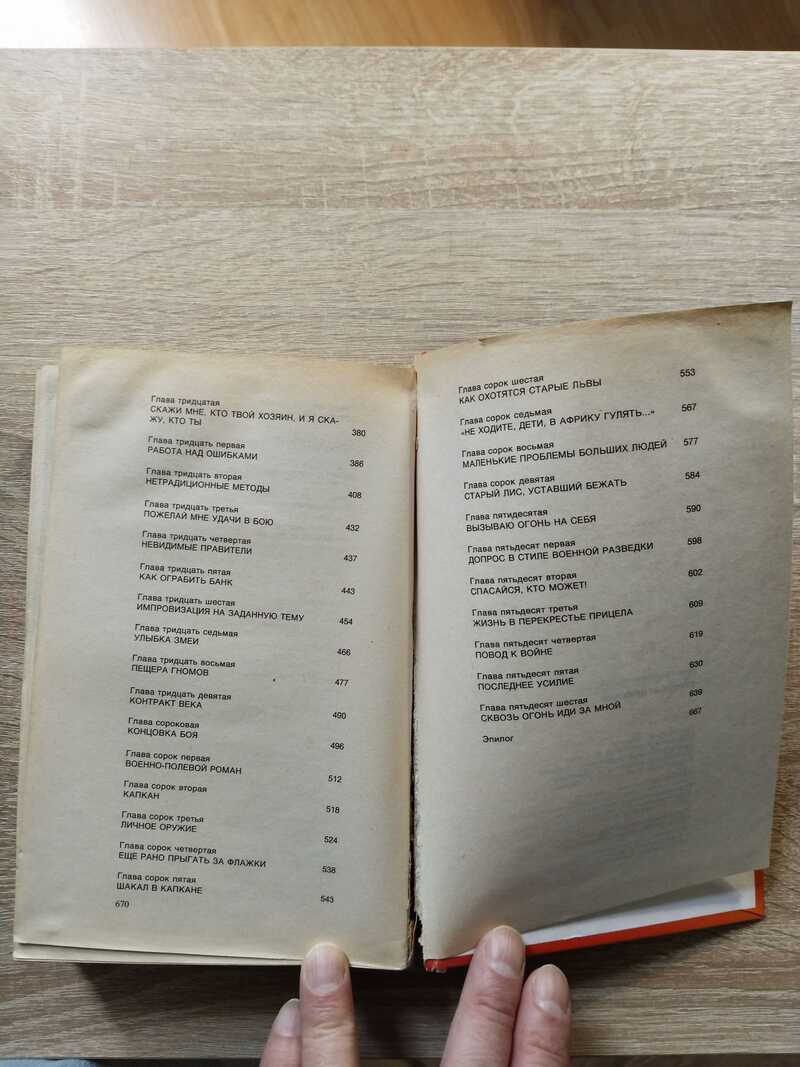 Глава тридцатая
СКАЖИ МНЕ, КТО ТВОЙ ХОЗЯИН, И Я СКА-
ЖУ, КТО ТЫ 380
Глава тридцать первая
РАБОТА НАД ОШИБКАМИ 386
Глава тридцать вторая
НЕТРАДИЦИОННЫЕ МЕТОДЫ 408
Глава тридцать третья
ПОЖЕЛАЙ МНЕ УДАЧИ В БОЮ 432
Глава тридцать четвертая
НЕВИДИМЫЕ ПРАВИТЕЛИ 437
Глава тридцать пятая
КАК ОГРАБИТЬ БАНК 443
Глава тридцать шестая
ИМПРОВИЗАЦИЯ НА ЗАДАННУЮ ТЕМУ 454
Глава тридцать седьмая
УЛЫБКА ЗМЕИ 466
Глава тридцать восьмая
ПЕЩЕРА ГНОМОВ 477
Глава тридцать девятая
КОНТРАКТ ВЕКА 490
Глава сороковая
КОНЦОВКА БОЯ 496
Глава сорок первая
ВОЕННО-ПОЛЕВОЙ РОМАН 512
Глава сорок вторая
КАПКАН 518
Глава сорок третья
ЛИЧНОЕ ОРУЖИЕ 524
Глава сорок четвертая
ЕЩЕ РАНО ПРЫГАТЬ ЗА ФЛАЖКИ 538
Глава сорок пятая
ШАКАЛ В КАПКАНЕ 543
670
Глава сорок шестая
КАК ОХОТЯТСЯ СТАРЫЕ ЛЬВЫ 553
Глава сорок седьмая
«НЕ ХОДИТЕ, ДЕТИ, В АФРИКУ ГУЛЯТЬ...» 567
Глава сорок восьмая
МАЛЕНЬКИЕ ПРОБЛЕМЫ БОЛЬШИХ ЛЮДЕЙ 577
Глава сорок девятая
СТАРЫЙ ЛИС, УСТАВШИЙ БЕЖАТЬ 584
Глава пятидесятая
ВЫЗЫВАЮ ОГОНЬ НА СЕБЯ 590
Глава пятьдесят первая
ДОПРОС В СТИЛЕ ВОЕННОЙ РАЗВЕДКИ 598
Глава пятьдесят вторая
СПАСАЙСЯ, КТО МОЖЕТ! 602
Глава пятьдесят третья
ЖИЗНЬ В ПЕРЕКРЕСТЬЕ ПРИЦЕЛА 609
Глава пятьдесят четвертая
ПОВОД К ВОЙНЕ 619
Глава пятьдесят пятая
ПОСЛЕДНЕЕ УСИЛИЕ 630
Глава пятьдесят шестая
СКВОЗЬ ОГОНЬ ИДИ ЗА МНОЙ 639
Эпилог 667